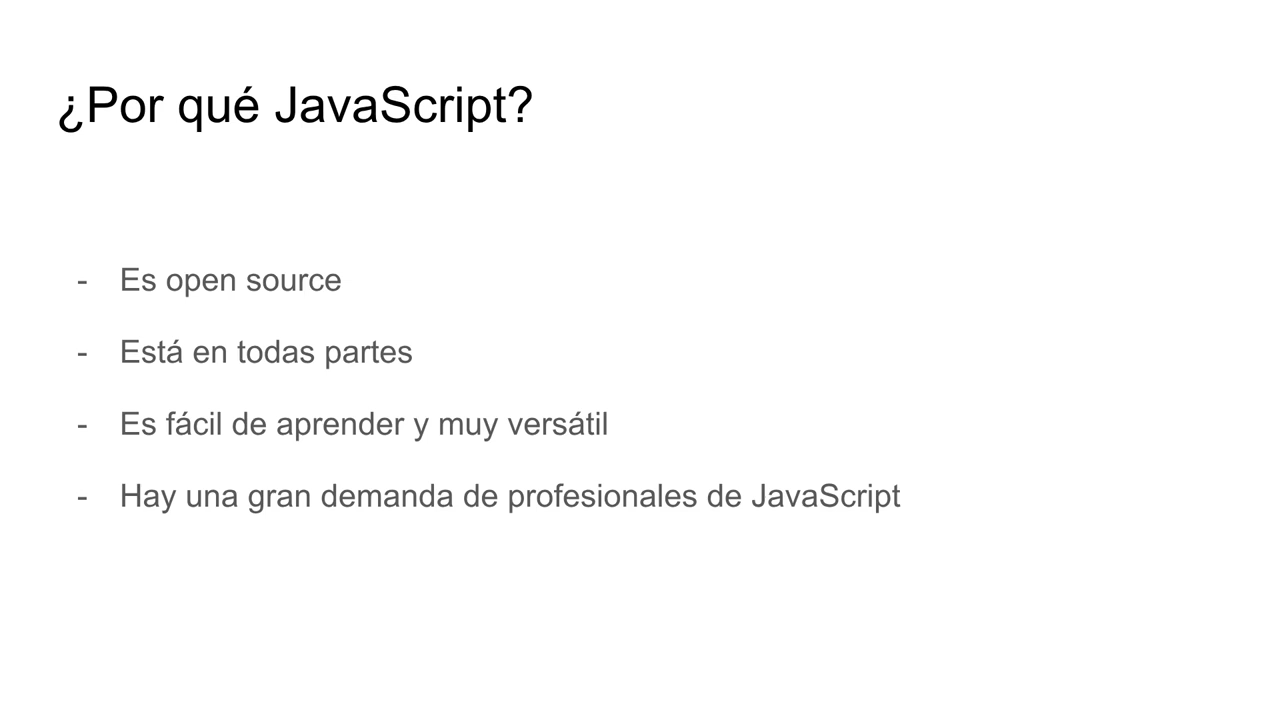 ¿Por qué JavaScript?
- Es open source
- Está en todas partes
- Es fácil de aprender y muy versátil
- Hay una gran demanda de profesionales de JavaScript